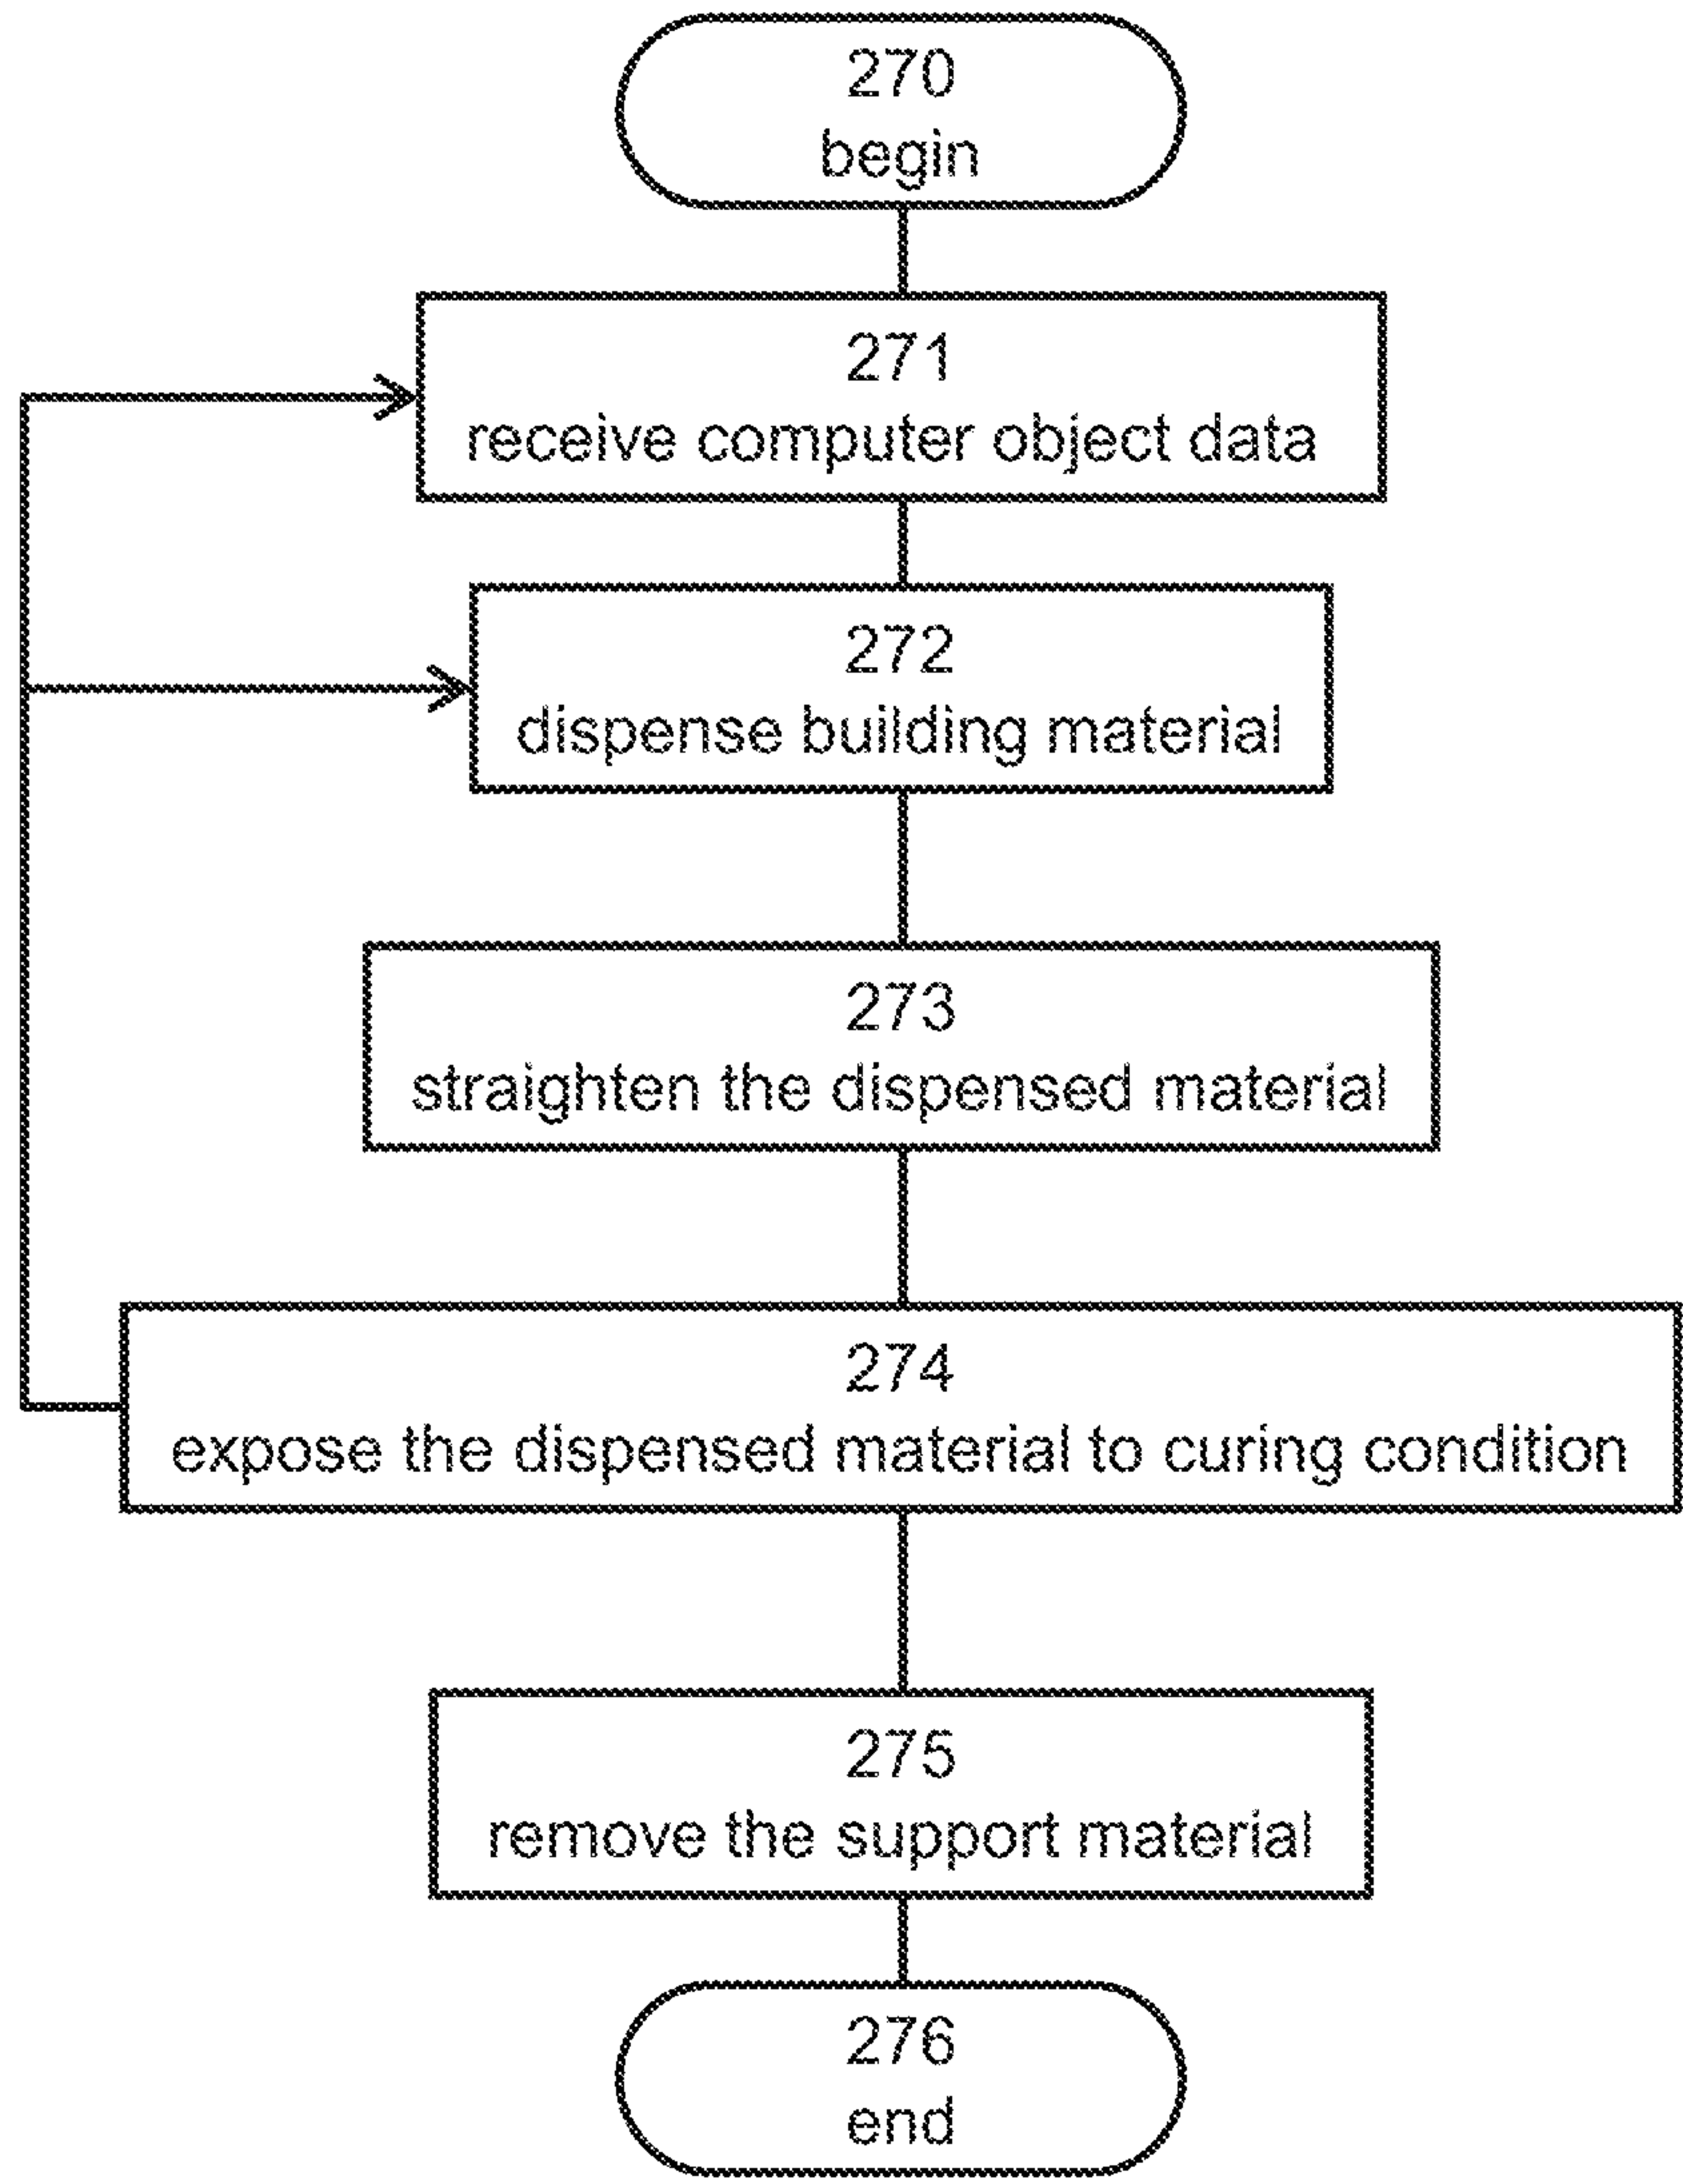 270
begin
271
receive computer object data
272
dispense building material
273
straighten the dispensed material
274
expose the dispensed material to curing condition
275
remove the support material
276
end